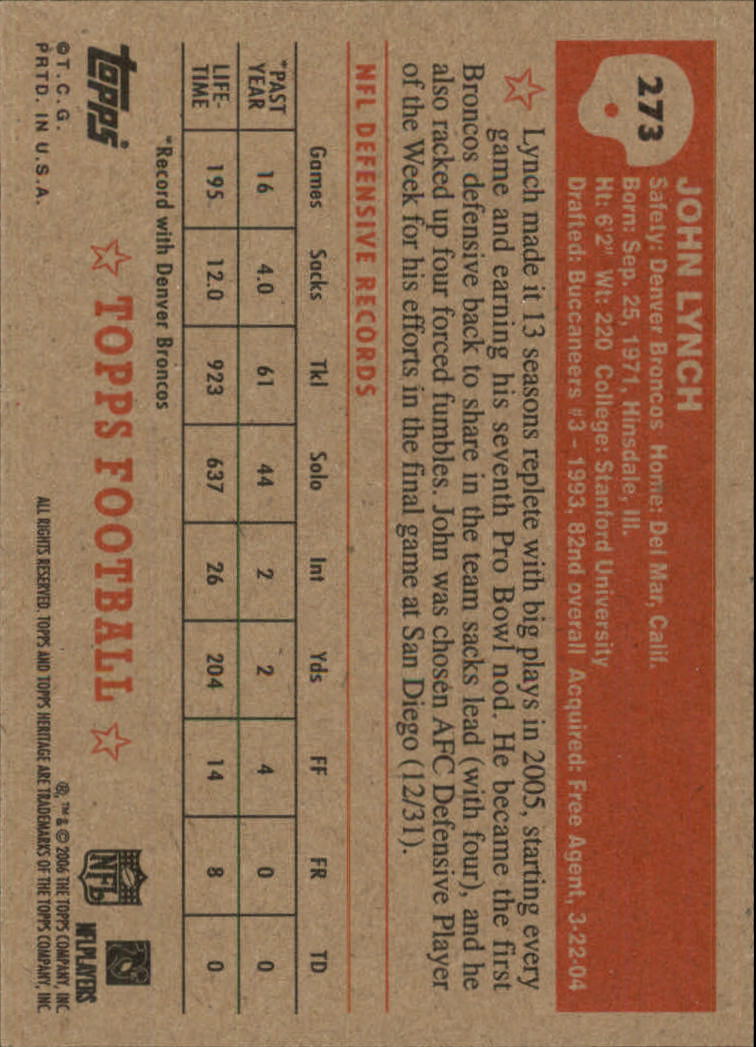 273
JOHN LYNCH
Safety: Denver Broncos Home: Del Mar, Calif.
Born: Sep. 25, 1971, Hinsdale, Ill.
Ht: 6'2" Wt: 220 College: Stanford University
Drafted: Buccaneers #3 - 1993, 82nd overall Acquired: Free Agent, 3-22-04
Lynch made it 13 seasons replete with big plays in 2005, starting every
game and earning his seventh Pro Bowl nod. He became the first
Broncos defensive back to share in the team sacks lead (with four), and he
also racked up four forced fumbles. John was chosen AFC Defensive Player
of the Week for his efforts in the final game at San Diego (12/31).
NFL DEFENSIVE RECORDS
Games Sacks Tkl Solo Int Yds FF FR TD
*PAST YEAR 16 4.0 61 44 2 2 4 0 0
LIFE-TIME 195 12.0 923 637 26 204 14 8 0
*Record with Denver Broncos
topps
©T.C.G.
PRTD. IN U.S.A.
TOPPS FOOTBALL
NFL
NFLPLAYERS
®, ™ & © 2006 THE TOPPS COMPANY, INC.
ALL RIGHTS RESERVED. TOPPS AND TOPPS HERITAGE ARE TRADEMARKS OF THE TOPPS COMPANY, INC.